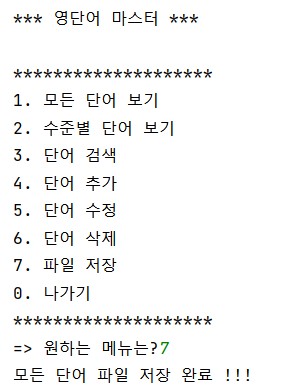 *** 영단어 마스터 ***
********************
1. 모든 단어 보기
2. 수준별 단어 보기
3. 단어 검색
4. 단어 추가
5. 단어 수정
6. 단어 삭제
7. 파일 저장
0. 나가기
********************
=> 원하는 메뉴는?7
모든 단어 파일 저장 완료 !!!